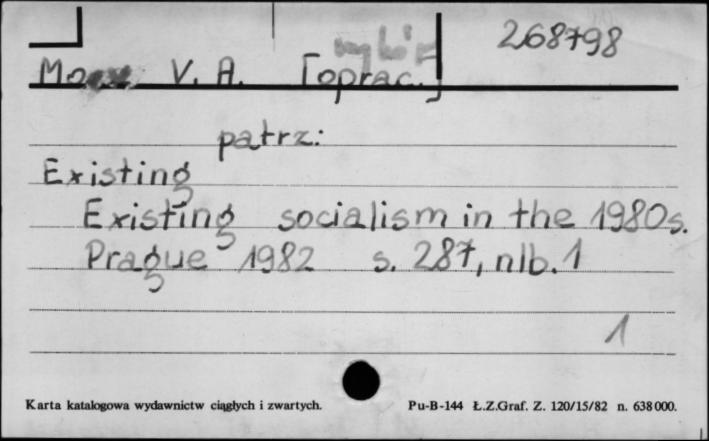 268798
V. A. [oprac.]
patrz:
Existing
Existing socialism in the 1980s.
Prague 1982 s. 287, nlb. 1
1
Karta katalogowa wydawnictw ciągłych i zwartych. Pu-B-144 Ł.Z.Graf. Z. 120/15/82 n. 638000.